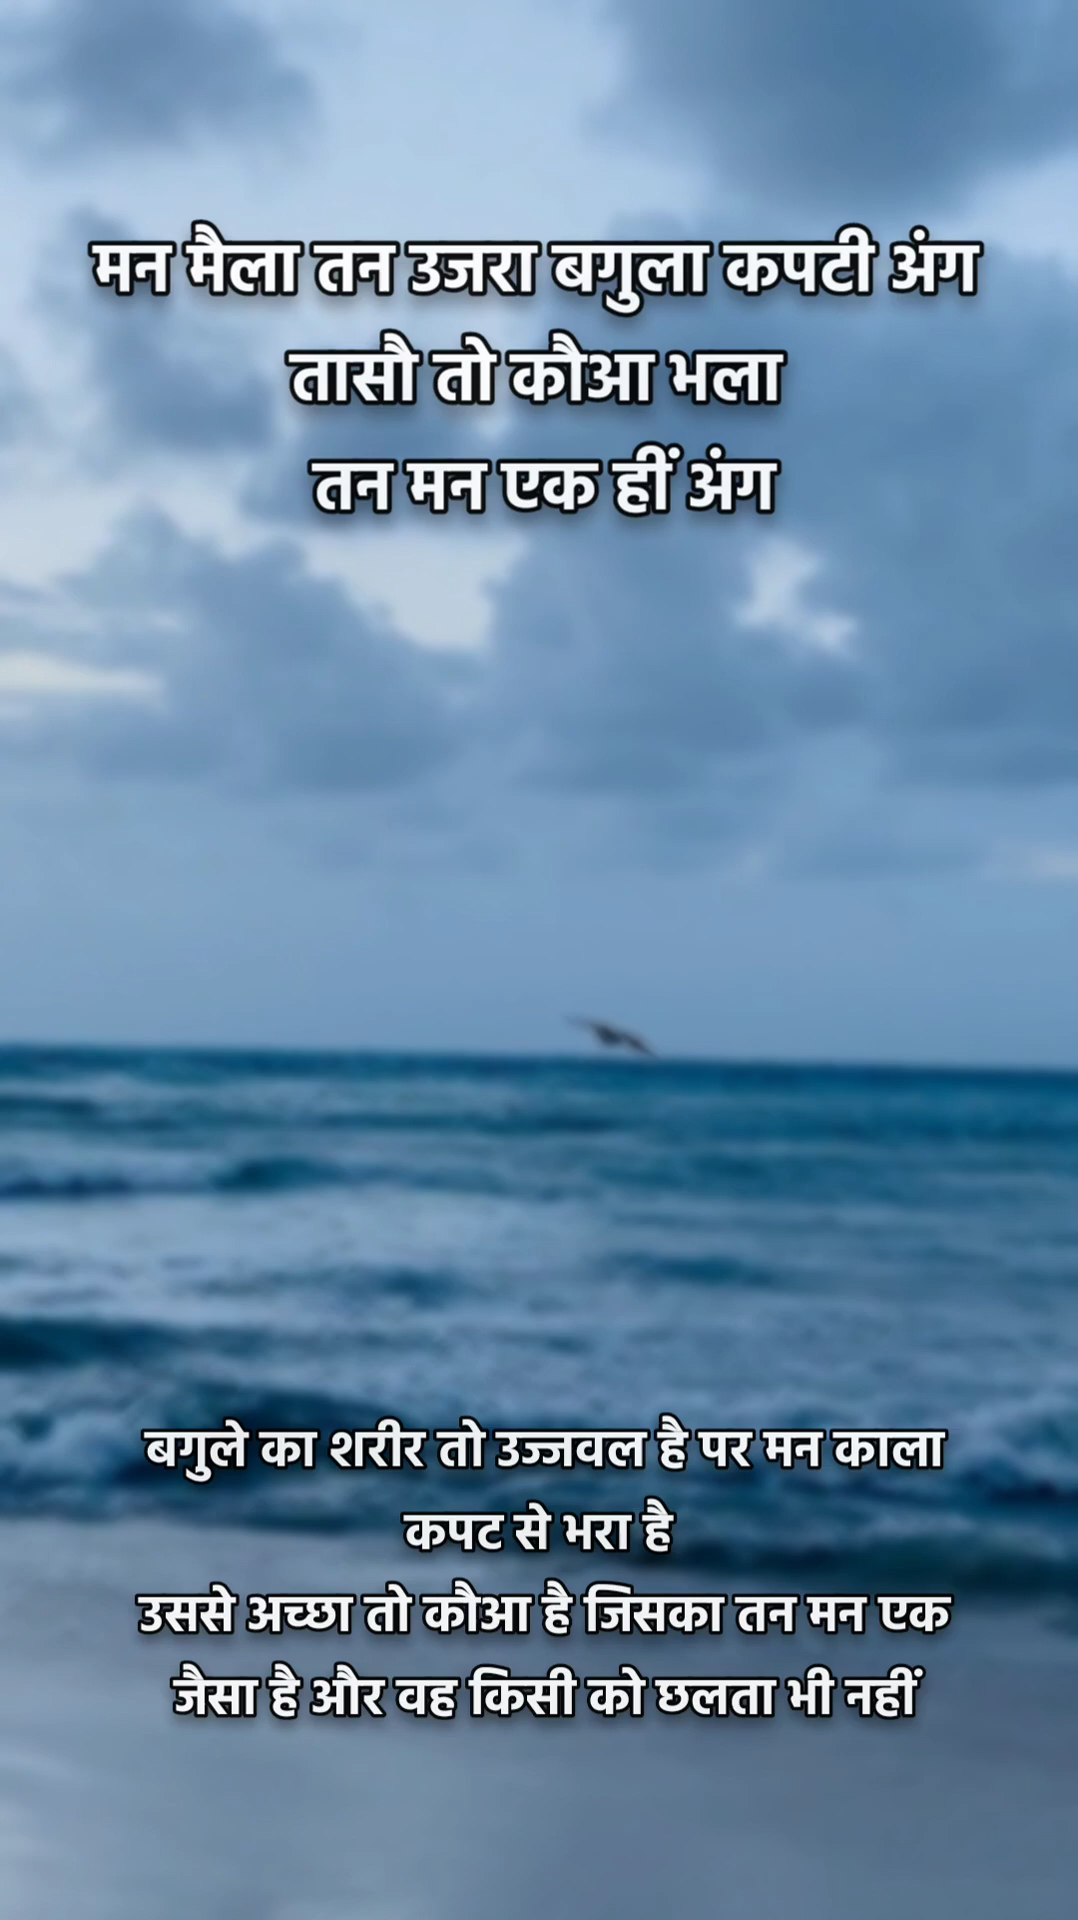 मन मैला तन उजरा बगुला कपटी अंग
तासौ तो कौआ भला
तन मन एक हीं अंग
बगुले का शरीर तो उज्जवल है पर मन काला
कपट से भरा है
उससे अच्छा तो कौआ है जिसका तन मन एक
जैसा है और वह किसी को छलता भी नहीं